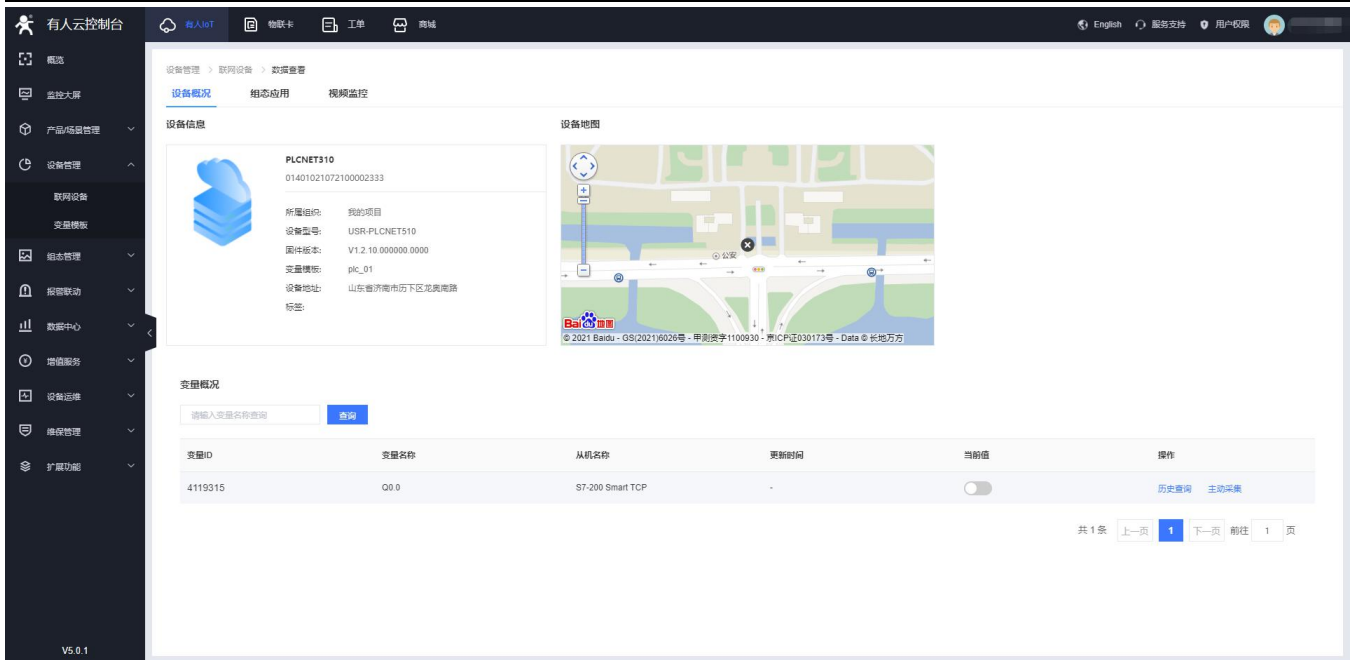 有人云控制台
有人IoT
物联卡
工单
商城
English
服务支持
用户权限
概览
监控大屏
产品/场景管理
设备管理
联网设备
变量模板
组态管理
报警联动
数据中心
增值服务
设备运维
维保管理
扩展功能
V5.0.1
设备管理 > 联网设备 > 数据查看
设备概况 组态应用 视频监控
设备信息
PLCNET310
01401021072100002333
所属组织: 我的项目
设备型号: USR-PLCNET510
固件版本: V1.2.10.000000.0000
变量模板: plc_01
设备地址: 山东省济南市历下区龙奥南路
标签:
设备地图
公安
Bai 地图
© 2021 Baidu - GS(2021)6026号 - 甲测资字1100930 - 京ICP证030173号 - Data © 长地万方
变量概况
请输入变量名称查询 查询
变量ID 变量名称 从机名称 更新时间 当前值 操作
4119315 Q0.0 S7-200 Smart TCP - 历史查询 主动采集
共 1 条 上一页 1 下一页 前往 1 页